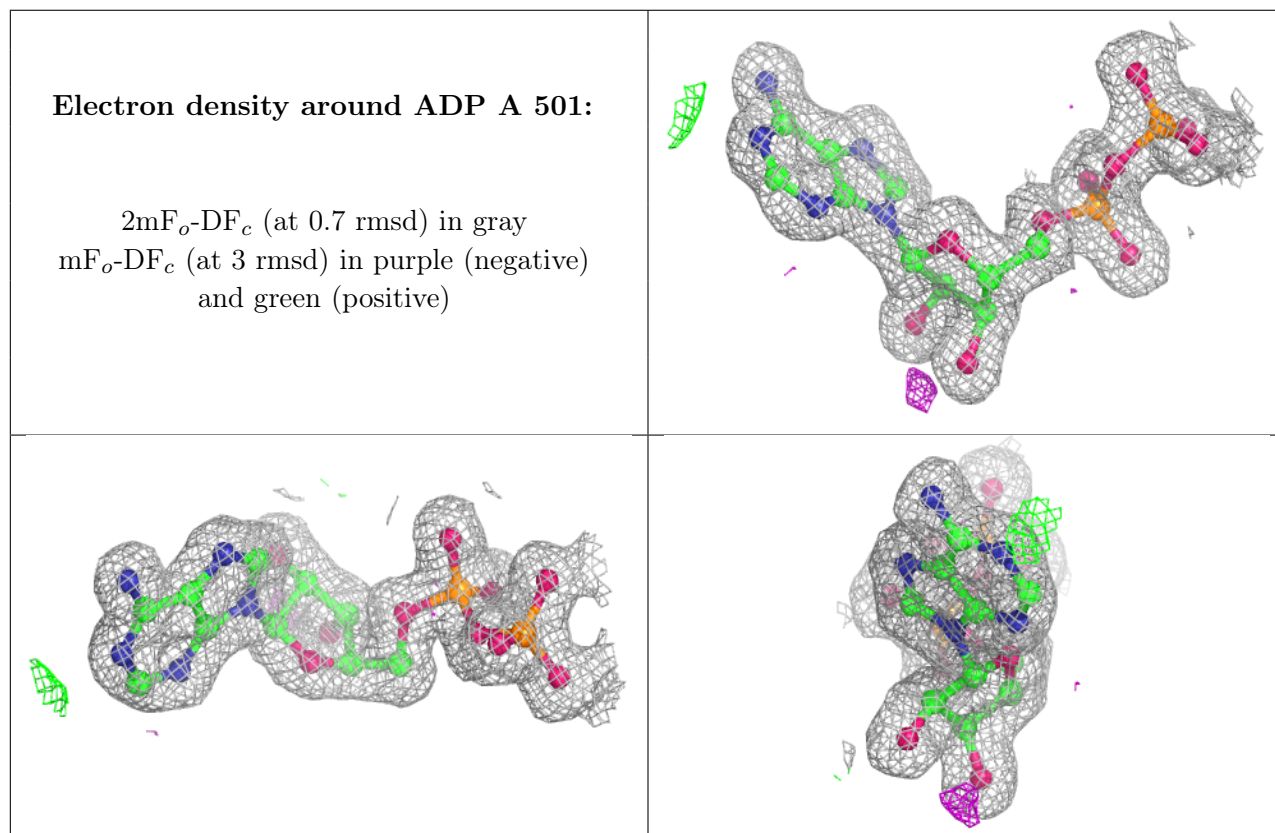 Electron density around ADP A 501:
2mFo-DFc (at 0.7 rmsd) in gray
mFo-DFc (at 3 rmsd) in purple (negative)
and green (positive)